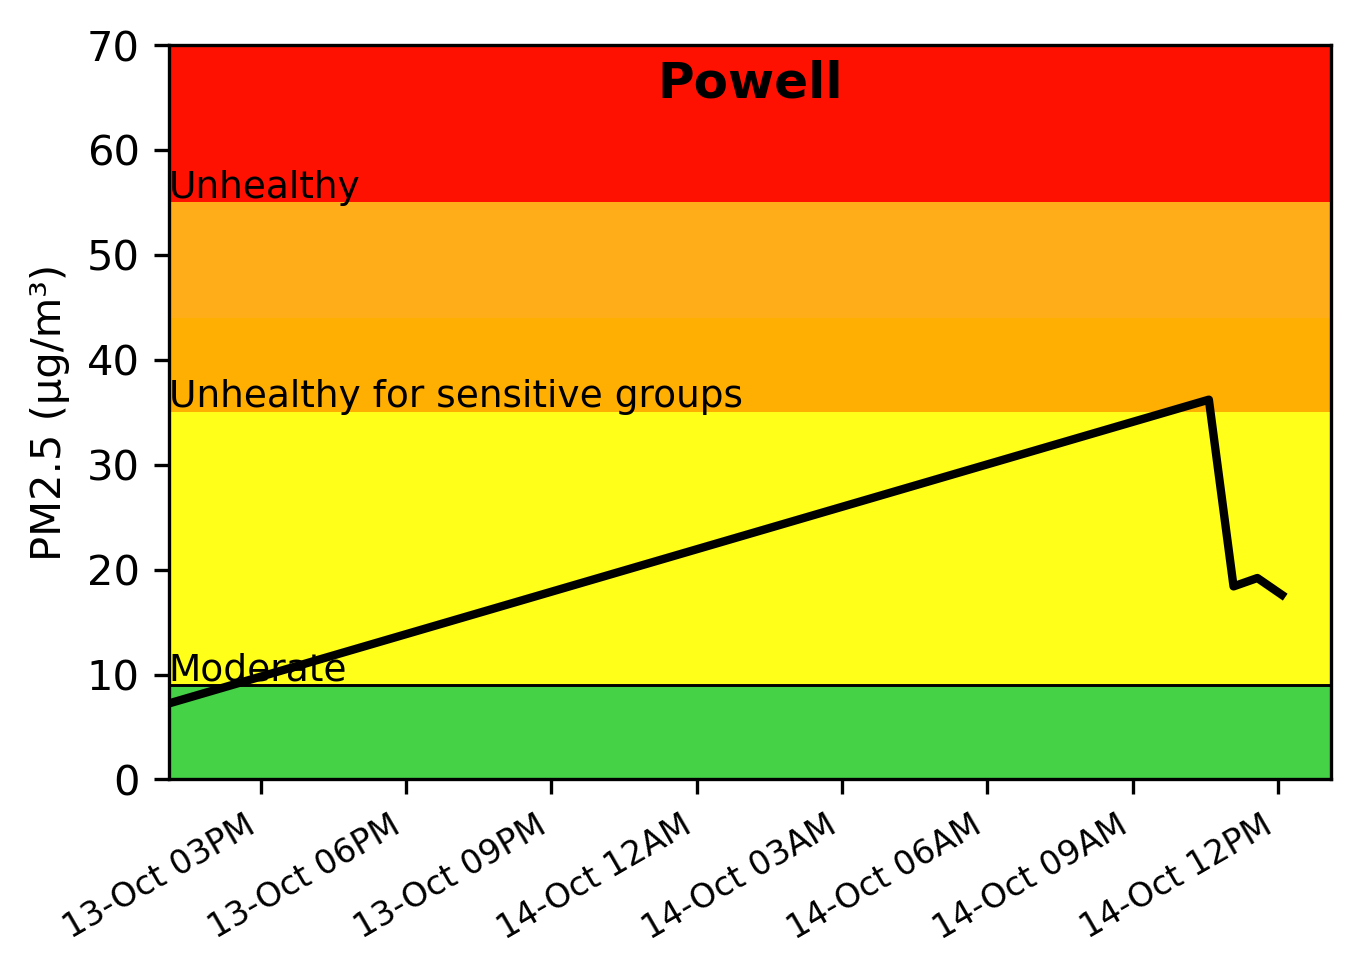 Powell
70
60
Unhealthy
50
40
Unhealthy for sensitive groups
30
20
Moderate
10
0
PM2.5 (µg/m³)
13-Oct 03PM
13-Oct 06PM
13-Oct 09PM
14-Oct 12AM
14-Oct 03AM
14-Oct 06AM
14-Oct 09AM
14-Oct 12PM